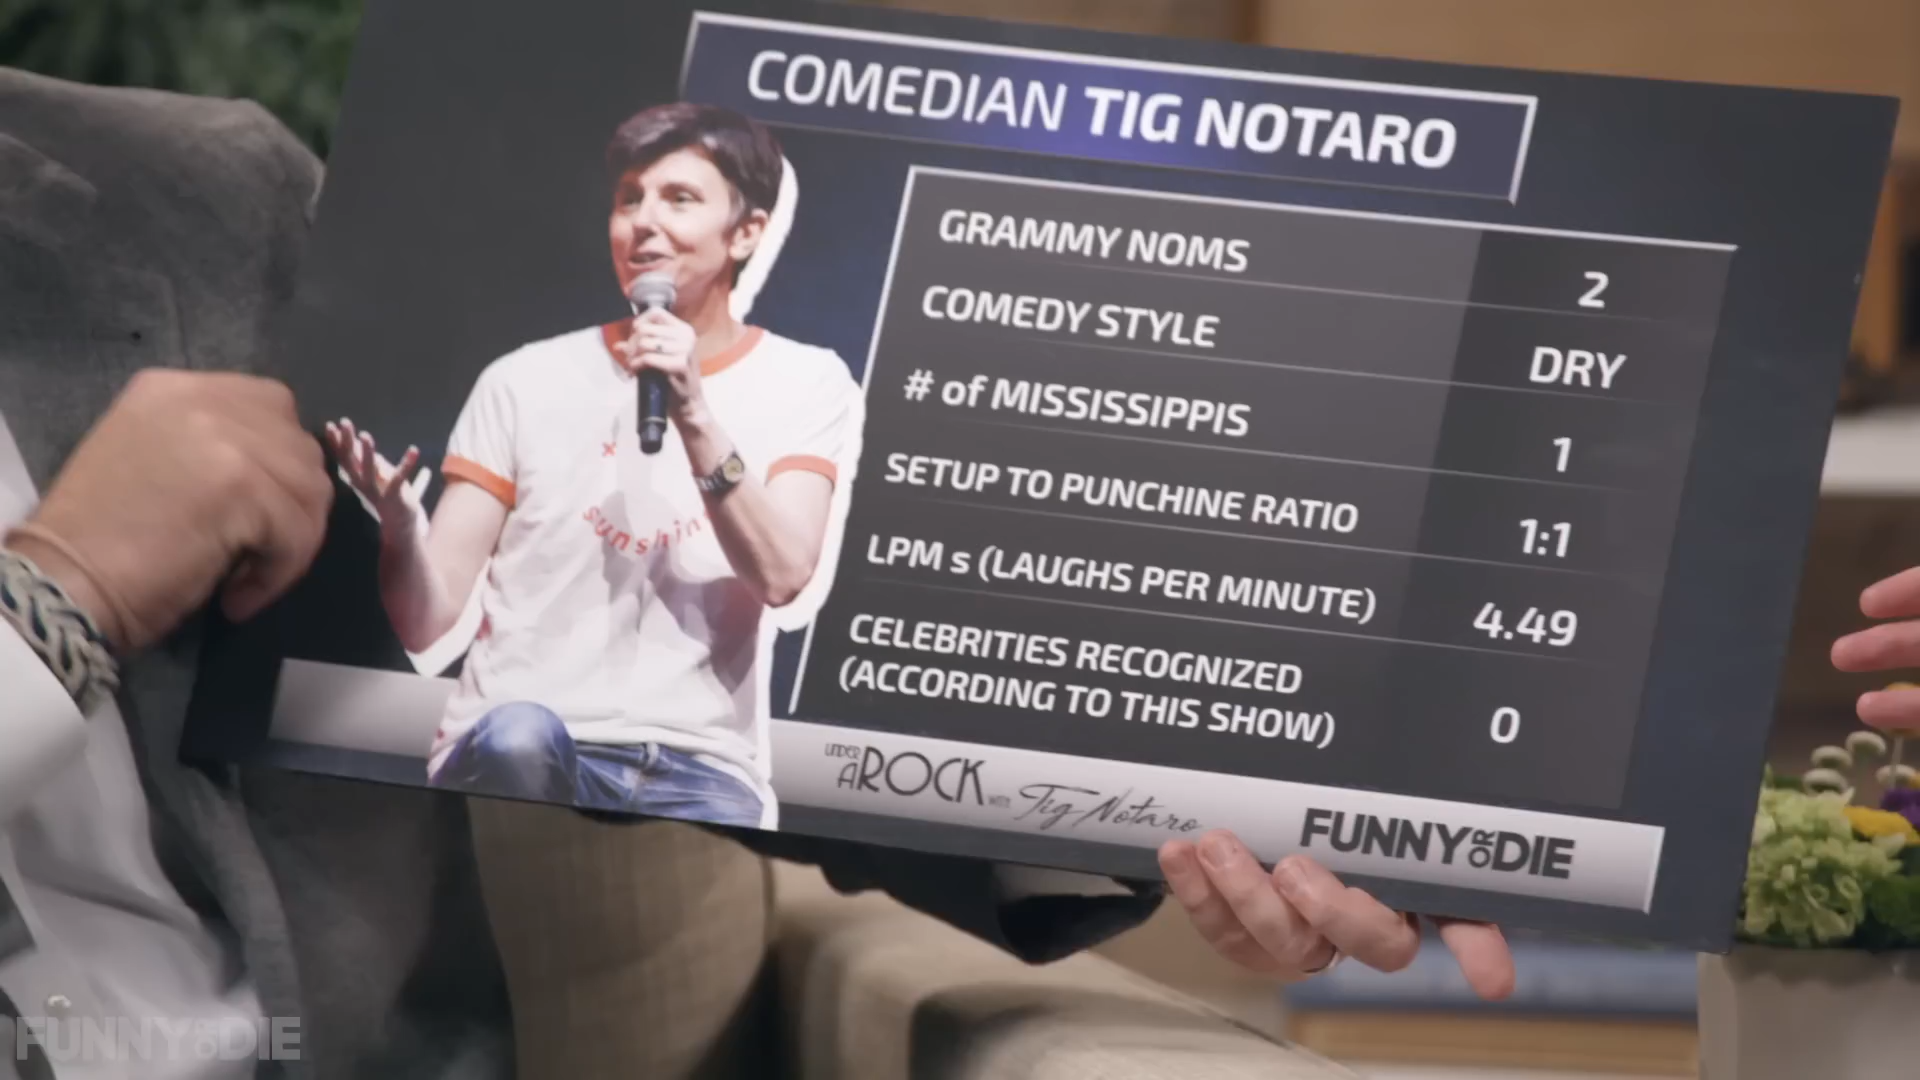 COMEDIAN TIG NOTARO
GRAMMY NOMS 2
COMEDY STYLE DRY
# of MISSISSIPPIS 1
SETUP TO PUNCHINE RATIO 1:1
LPM s (LAUGHS PER MINUTE) 4.49
CELEBRITIES RECOGNIZED
(ACCORDING TO THIS SHOW) 0
sunshin
UNDER
A ROCK WITH Tig Notaro
FUNNY OR DIE
FUNNY OR DIE